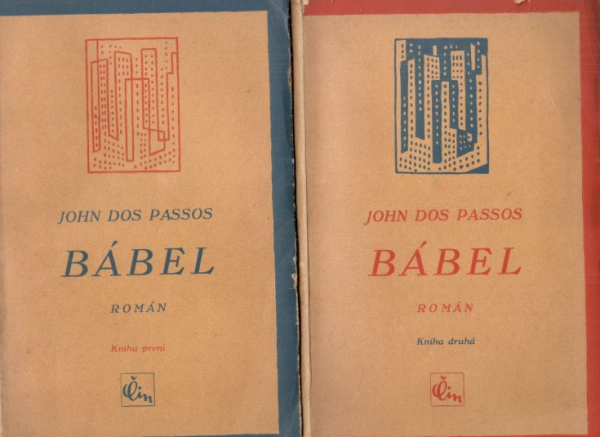 JOHN DOS PASSOS
BÁBEL
ROMÁN
Kniha první
Čin
JOHN DOS PASSOS
BÁBEL
ROMÁN
Kniha druhá
Čin